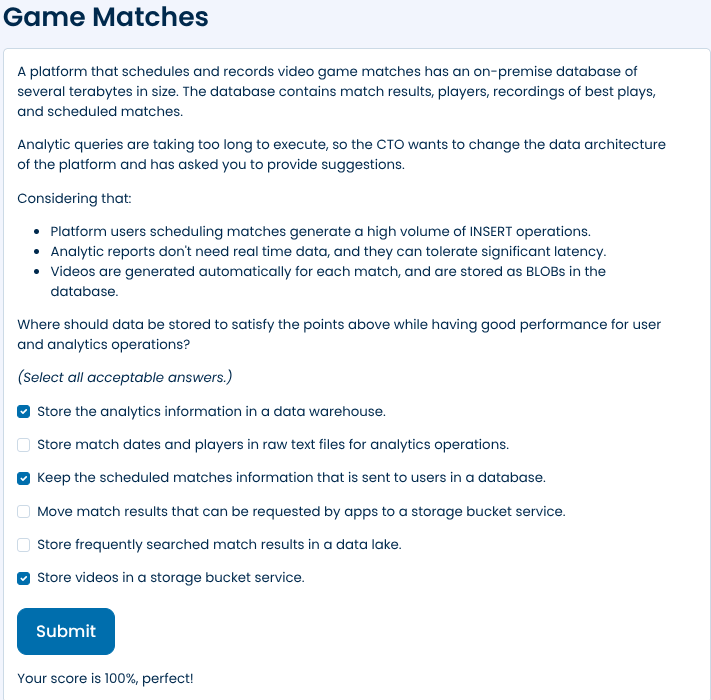 Game Matches
A platform that schedules and records video game matches has an on-premise database of
several terabytes in size. The database contains match results, players, recordings of best plays,
and scheduled matches.
Analytic queries are taking too long to execute, so the CTO wants to change the data architecture
of the platform and has asked you to provide suggestions.
Considering that:
Platform users scheduling matches generate a high volume of INSERT operations.
Analytic reports don't need real time data, and they can tolerate significant latency.
Videos are generated automatically for each match, and are stored as BLOBs in the
database.
Where should data be stored to satisfy the points above while having good performance for user
and analytics operations?
(Select all acceptable answers.)
Store the analytics information in a data warehouse.
Store match dates and players in raw text files for analytics operations.
Keep the scheduled matches information that is sent to users in a database.
Move match results that can be requested by apps to a storage bucket service.
Store frequently searched match results in a data lake.
Store videos in a storage bucket service.
Submit
Your score is 100%, perfect!